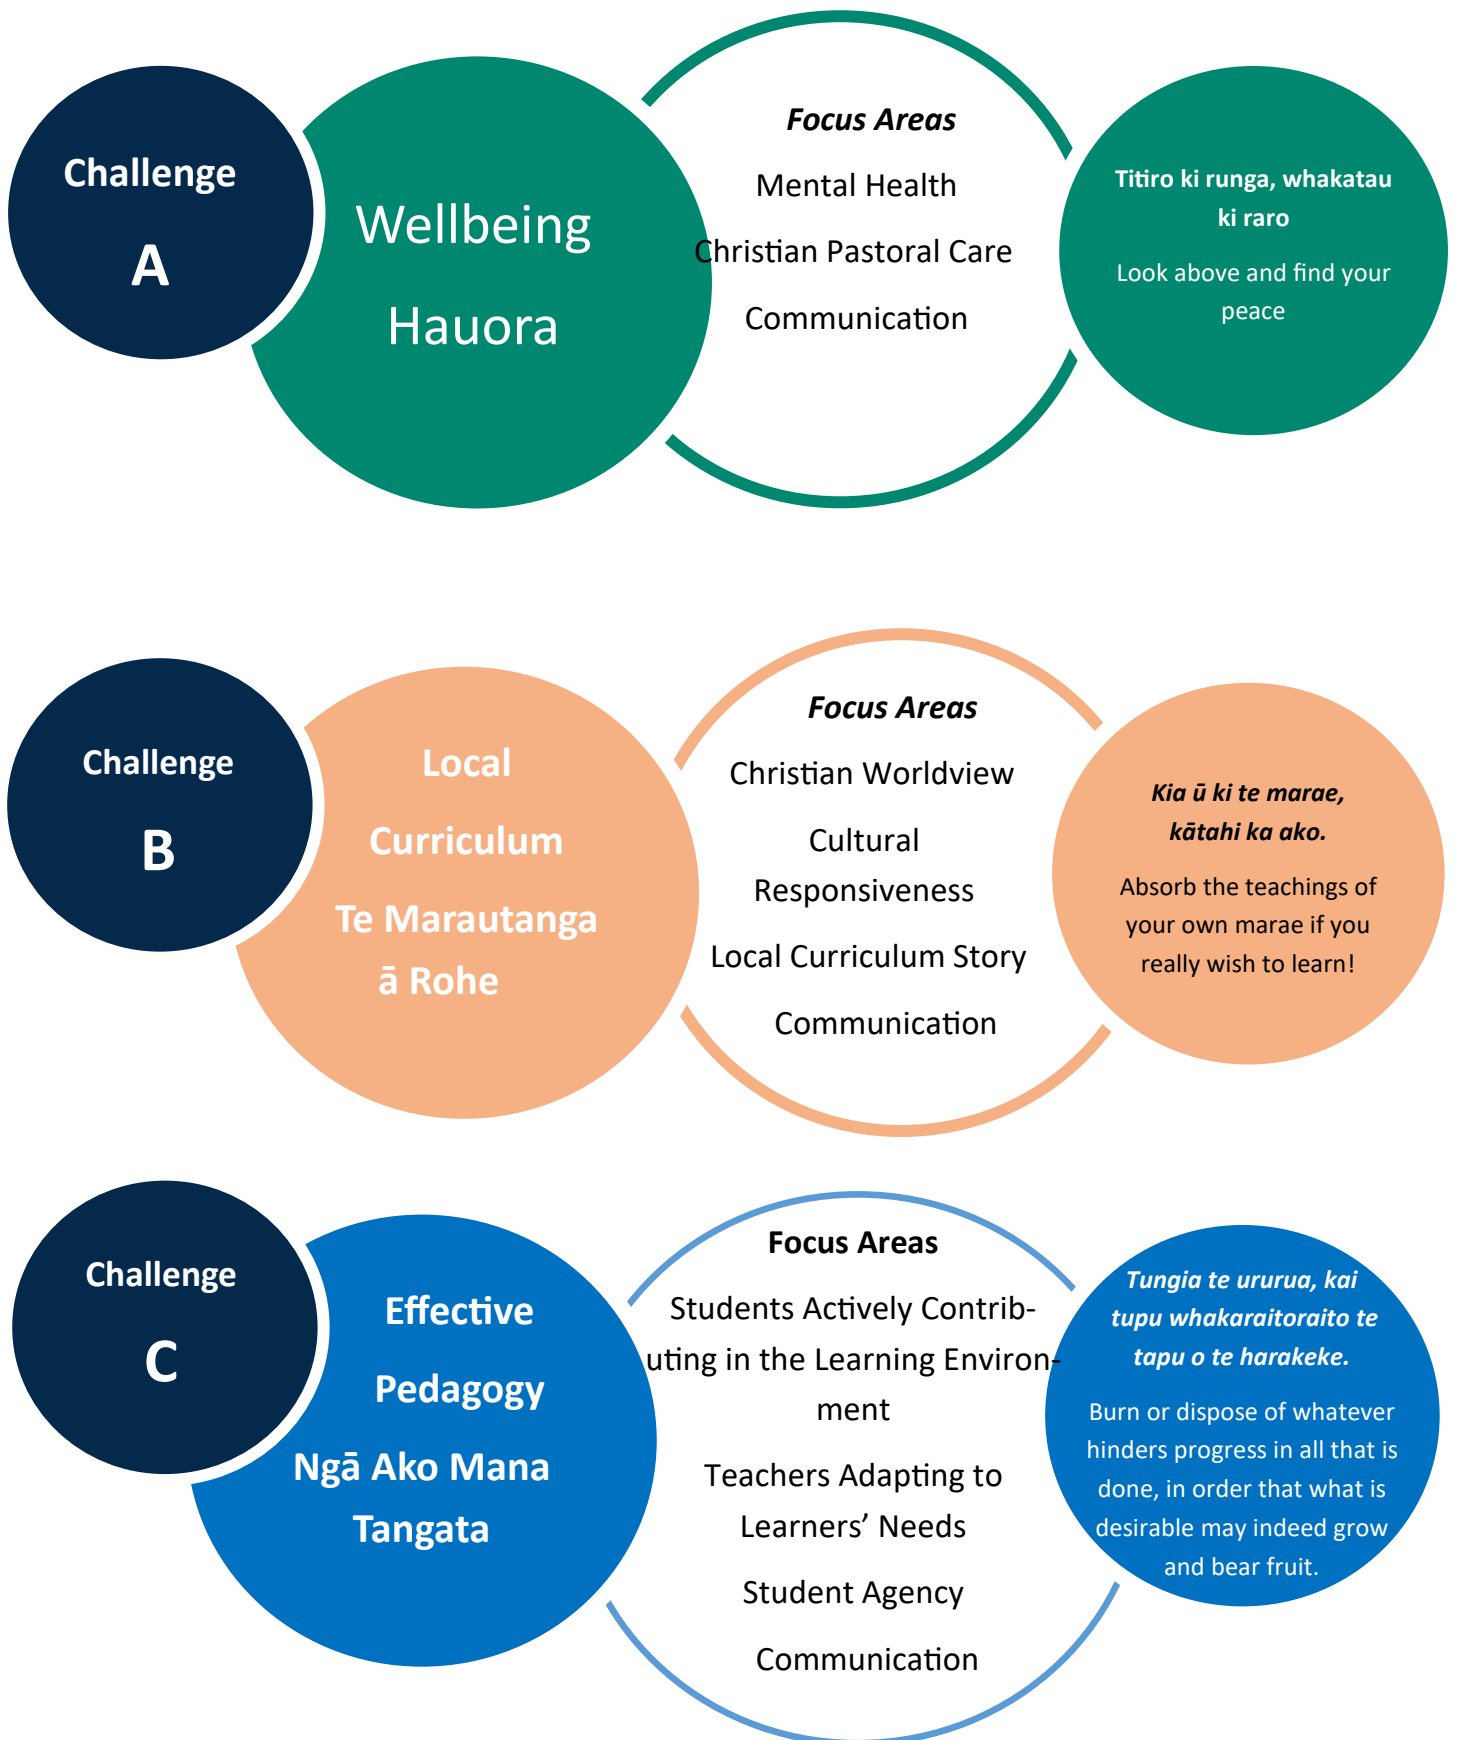 Challenge
A
Wellbeing
Hauora
Focus Areas
Mental Health
Christian Pastoral Care
Communication
Titiro ki runga, whakatau
ki raro
Look above and find your
peace
Challenge
B
Local
Curriculum
Te Marautanga
ā Rohe
Focus Areas
Christian Worldview
Cultural
Responsiveness
Local Curriculum Story
Communication
Kia ū ki te marae,
kātahi ka ako.
Absorb the teachings of
your own marae if you
really wish to learn!
Challenge
C
Effective
Pedagogy
Ngā Ako Mana
Tangata
Focus Areas
Students Actively Contrib-
uting in the Learning Environ-
ment
Teachers Adapting to
Learners’ Needs
Student Agency
Communication
Tungia te ururua, kai
tupu whakaraitoraito te
tapu o te harakeke.
Burn or dispose of whatever
hinders progress in all that is
done, in order that what is
desirable may indeed grow
and bear fruit.